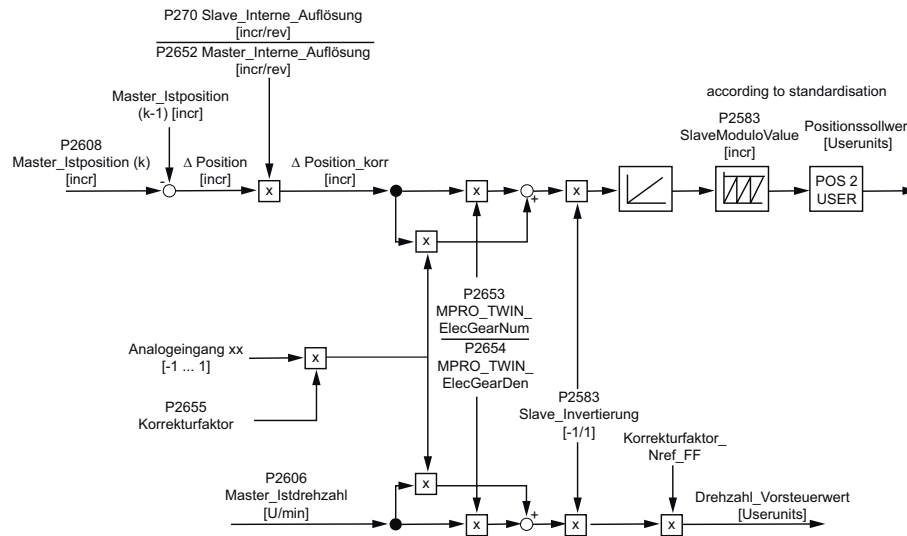 P270 Slave_Interne_Auflösung
[incr/rev]
P2652 Master_Interne_Auflösung
[incr/rev]
Master_Istposition
(k-1) [incr]
P2608
Master_Istposition (k)
[incr]
-
Δ Position
[incr]
x
Δ Position_korr
[incr]
x
+
x
according to standardisation
P2583
SlaveModuloValue
[incr]
Positionssollwert
[Userunits]
POS 2
USER
x
P2653
MPRO_TWIN_
ElecGearNum
P2654
MPRO_TWIN_
ElecGearDen
Analogeingang xx
[-1 ... 1]
x
P2655
Korrekturfaktor
P2583
Slave_Invertierung
[-1/1]
Korrekturfaktor_
Nref_FF
P2606
Master_Istdrehzahl
[U/min]
x
x
+
x
x
Drehzahl_Vorsteuerwert
[Userunits]